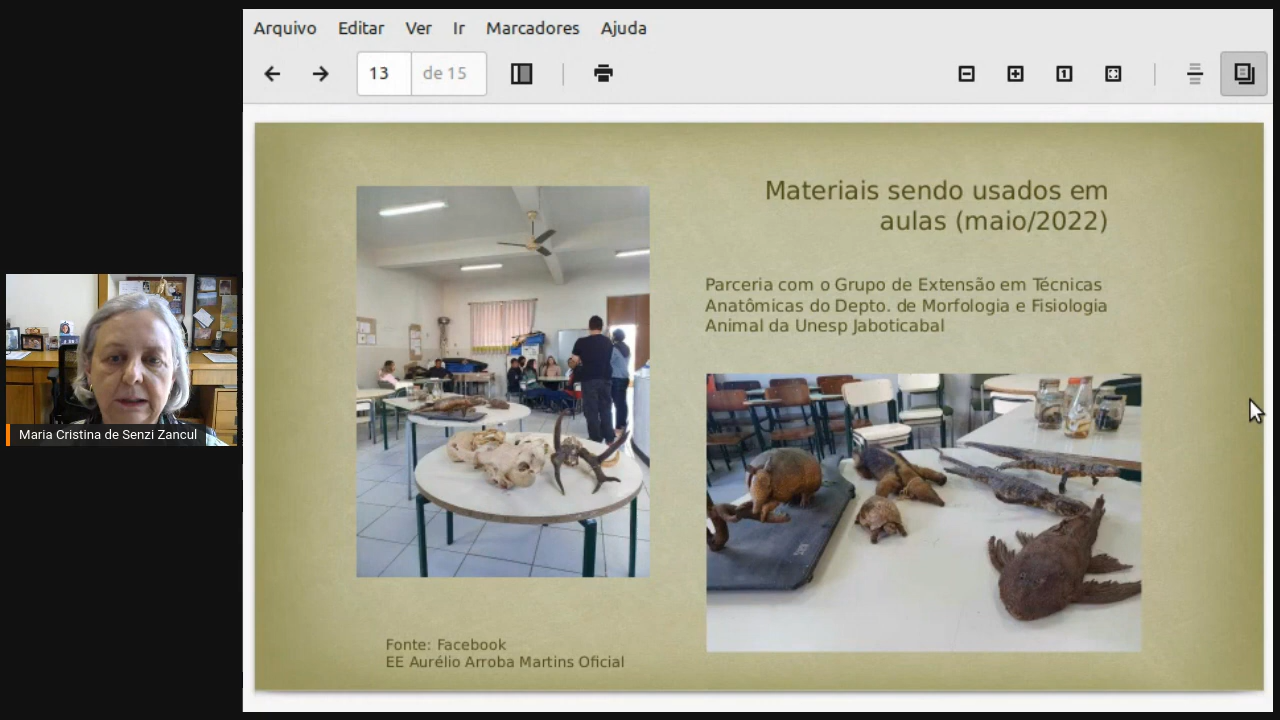 Arquivo Editar Ver Ir Marcadores Ajuda
13 de 15
Materiais sendo usados em
aulas (maio/2022)
Parceria com o Grupo de Extensão em Técnicas
Anatômicas do Depto. de Morfologia e Fisiologia
Animal da Unesp Jaboticabal
Maria Cristina de Senzi Zancul
Fonte: Facebook
EE Aurélio Arroba Martins Oficial